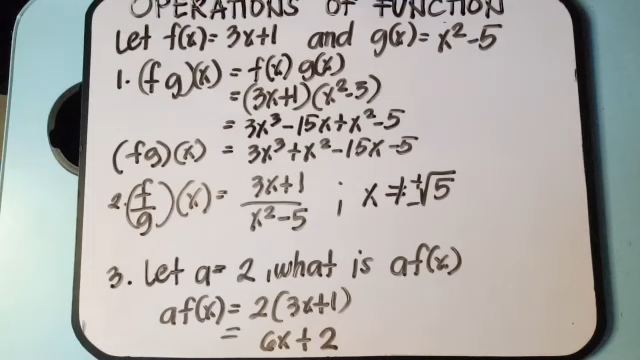 OPERATIONS OF FUNCTION
Let f(x) = 3x+1 and g(x) = x²-5
1. (fg)(x) = f(x) g(x)
= (3x+1)(x²-5)
= 3x³-15x+x²-5
(fg)(x) = 3x³+x²-15x-5
2. (f/g)(x) = 3x+1/x²-5 ; x ≠ ±√5
3. Let a = 2, what is af(x)
af(x) = 2(3x+1)
= 6x+2